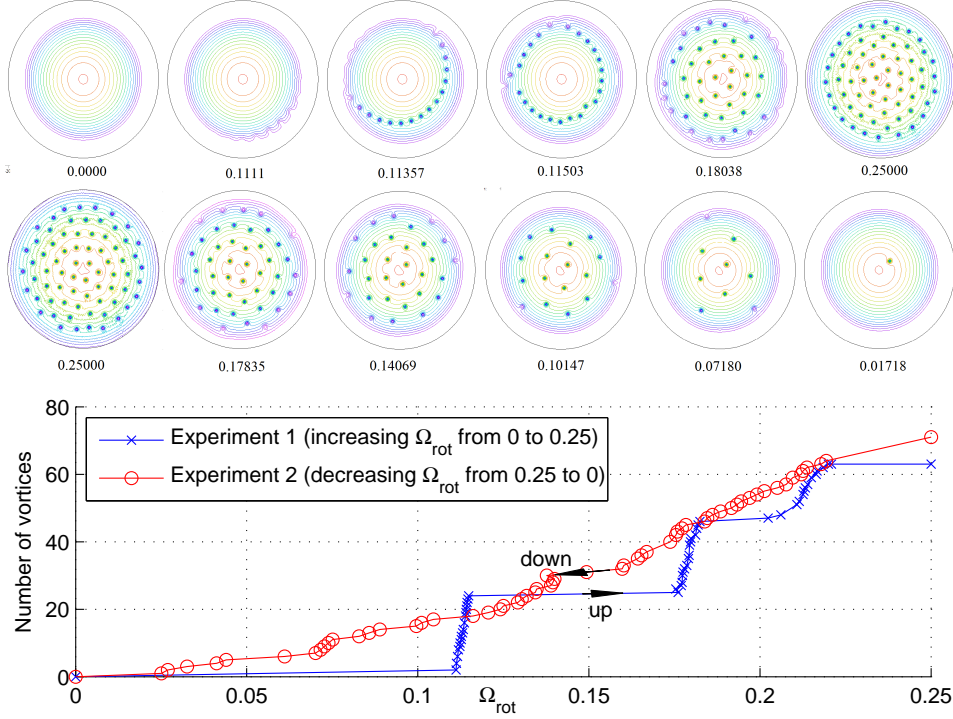 0.0000 0.1111 0.11357 0.11503 0.18038 0.25000
0.25000 0.17835 0.14069 0.10147 0.07180 0.01718
80
60
40
20
0
Number of vortices
Experiment 1 (increasing Ω_rot from 0 to 0.25)
Experiment 2 (decreasing Ω_rot from 0.25 to 0)
down
up
0 0.05 0.1 0.15 0.2 0.25
Ω_rot